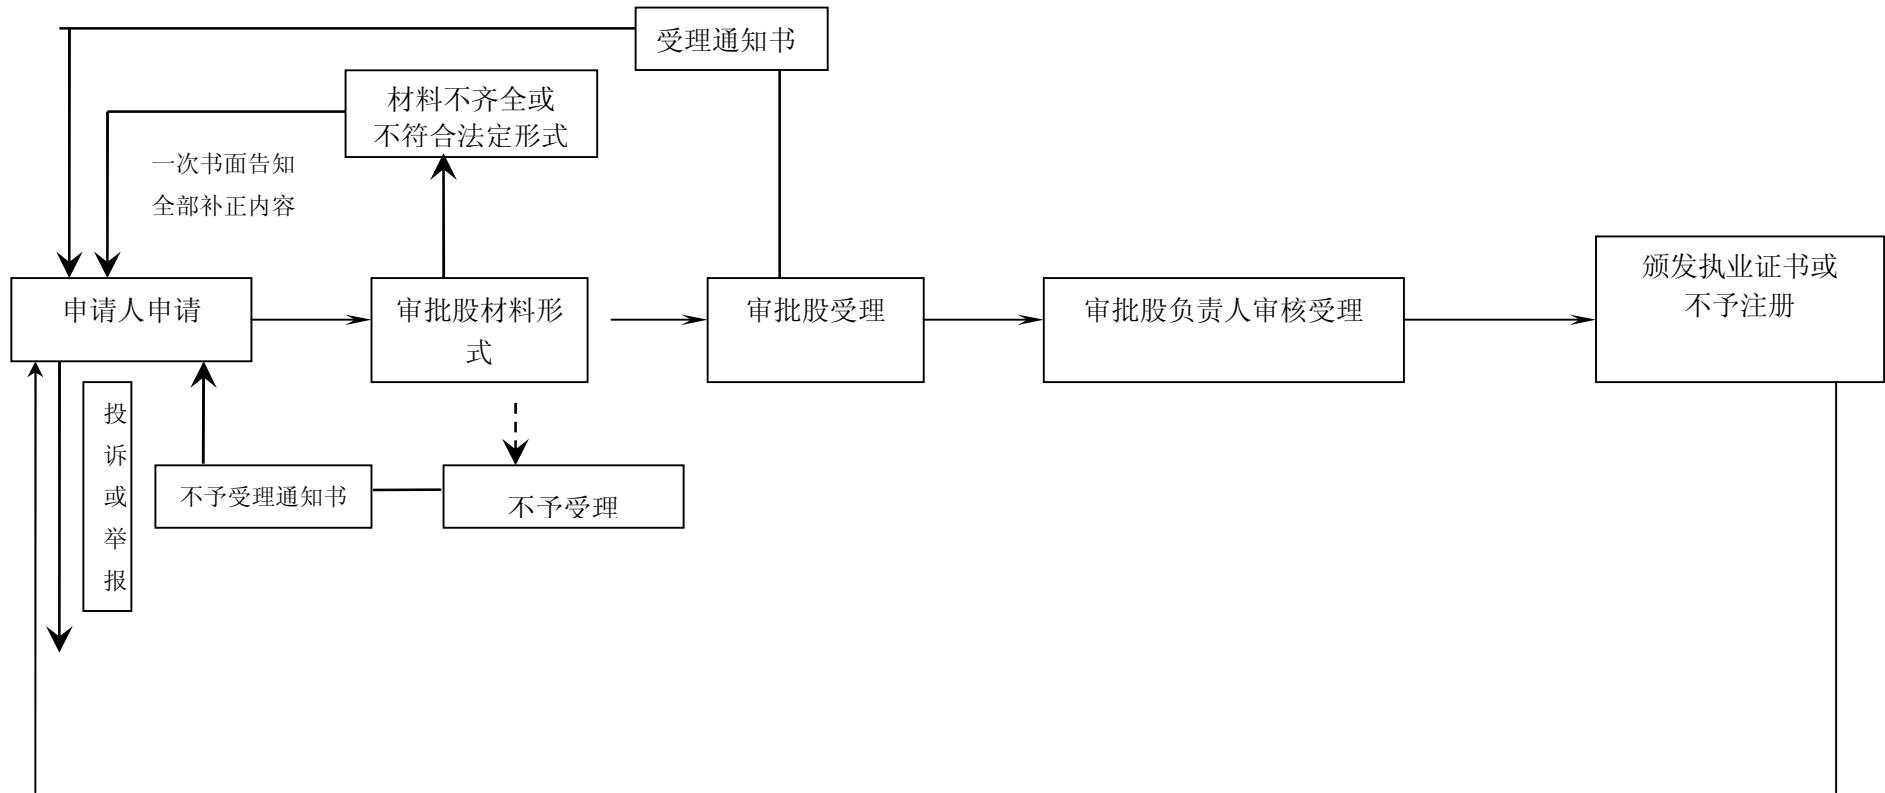 受理通知书
材料不齐全或
不符合法定形式
一次书面告知
全部补正内容
申请人申请
审批股材料形
式
审批股受理
审批股负责人审核受理
颁发执业证书或
不予注册
投
诉
或
举
报
不予受理通知书
不予受理